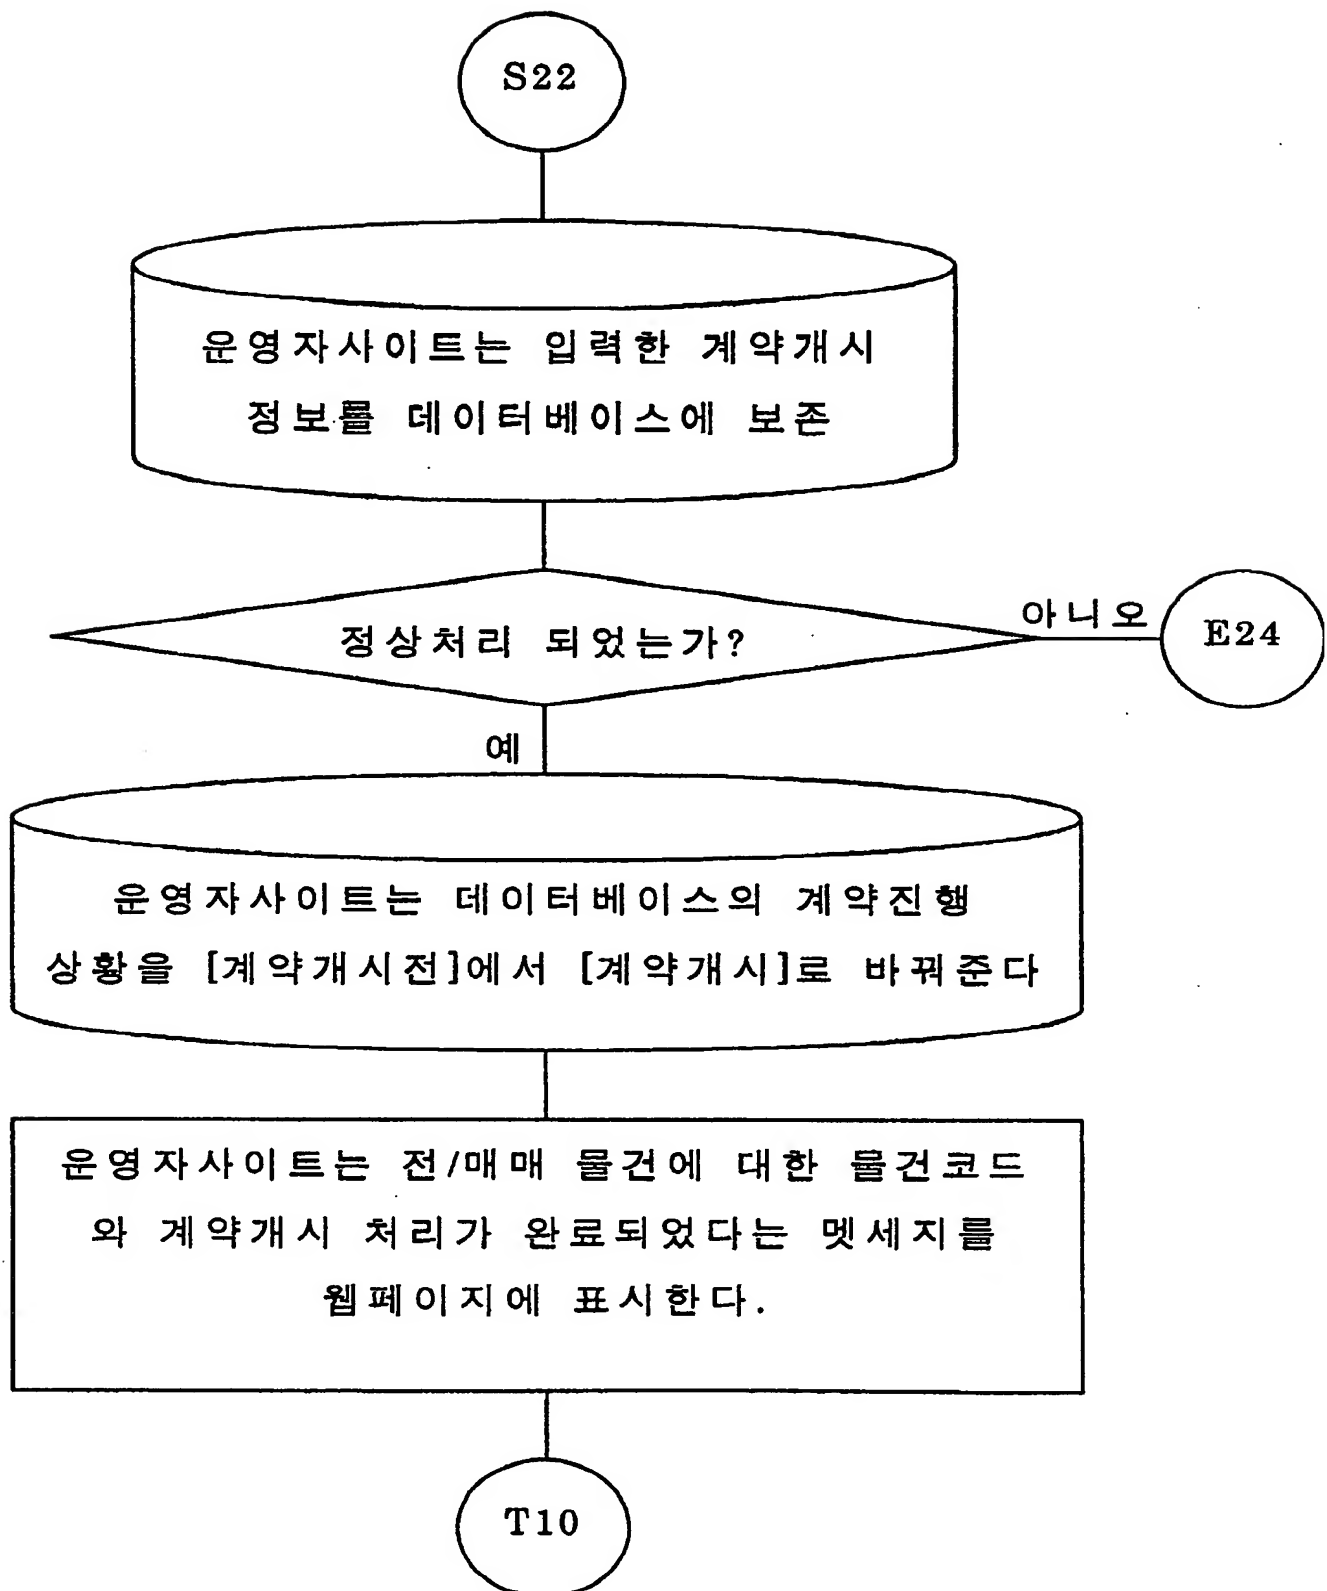 S22
운영자사이트는 입력한 계약개시
정보를 데이터베이스에 보존
정상처리 되었는가?
아니오
E24
예
운영자사이트는 데이터베이스의 계약진행
상황을 [계약개시전]에서 [계약개시]로 바꿔준다
운영자사이트는 전/매매 물건에 대한 물건코드
와 계약개시 처리가 완료되었다는 멧세지를
웹페이지에 표시한다.
T10